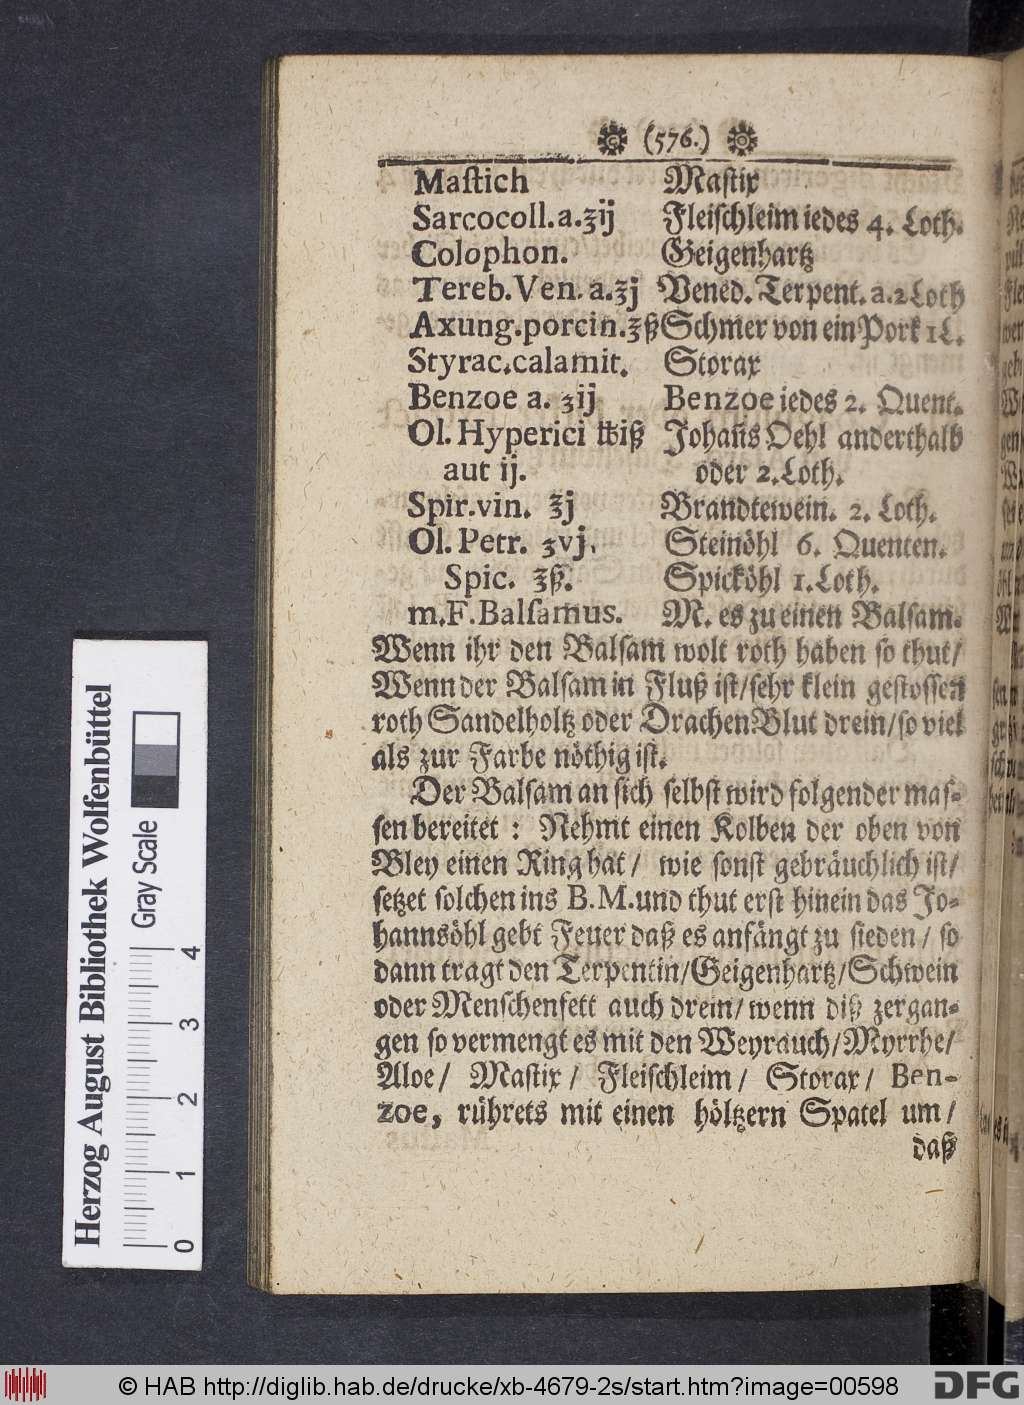 (576.)
Maſtich Maſtix
Sarcocoll.a.ʒij Fleiſchleim iedes 4. Loth.
Colophon. Geigenhartz
Tereb.Ven. a.℥j Vened. Terpent. a. 2 Loth
Axung.porcin.℥ß Schmer von ein Pork 1 L.
Styrac.calamit. Storax
Benzoe a. ʒij Benzoe iedes 2. Quent.
Ol. Hyperici ℔iß Johañs Oehl anderthalb
aut ij. oder 2. Loth.
Spir.vin. ℥j Brandtewein. 2. Loth.
Ol. Petr. ʒvj. Steinöhl 6. Quenten.
Spic. ℥ß. Spicköhl 1. Loth.
m.F.Balſamus. M. es zu einen Balſam.
Wenn ihr den Balſam wolt roth haben ſo thut/
Wenn der Balſam in Fluß iſt/ſehr klein geſtoſſen
roth Sandelholtz oder DrachenBlut drein/ſo viel
als zur Farbe nöthig iſt.
Der Balſam an ſich ſelbſt wird folgender maſ-
ſen bereitet : Nehmt einen Kolben der oben von
Bley einen Ring hat/ wie ſonſt gebräuchlich iſt/
ſetzet ſolchen ins B.M. und thut erſt hinein das Jo-
hannsöhl gebt Feuer daß es anfängt zu ſieden/ ſo
dann tragt den Terpentin/Geigenhartz/Schwein
oder Menſchenfett auch drein/ wenn diß zergan-
gen ſo vermengt es mit den Weyrauch/Myrrhe/
Aloe/ Maſtix/ Fleiſchleim/ Storax/ Ben-
zoe, rührets mit einen höltzern Spatel um/
daß
Herzog August Bibliothek Wolfenbüttel
Gray Scale
0 1 2 3 4
© HAB http://diglib.hab.de/drucke/xb-4679-2s/start.htm?image=00598
DFG